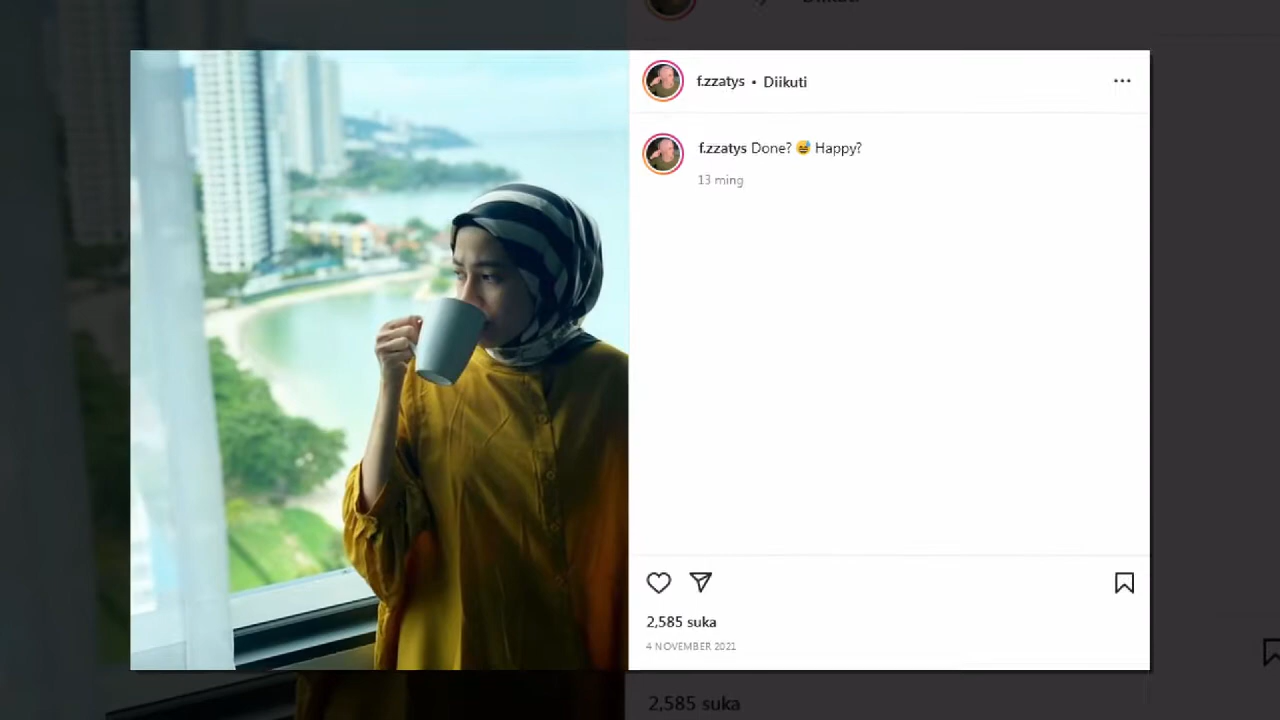 f.zzatys • Diikuti
f.zzatys Done? 😅 Happy?
13 ming
2,585 suka
4 NOVEMBER 2021
2,585 suka